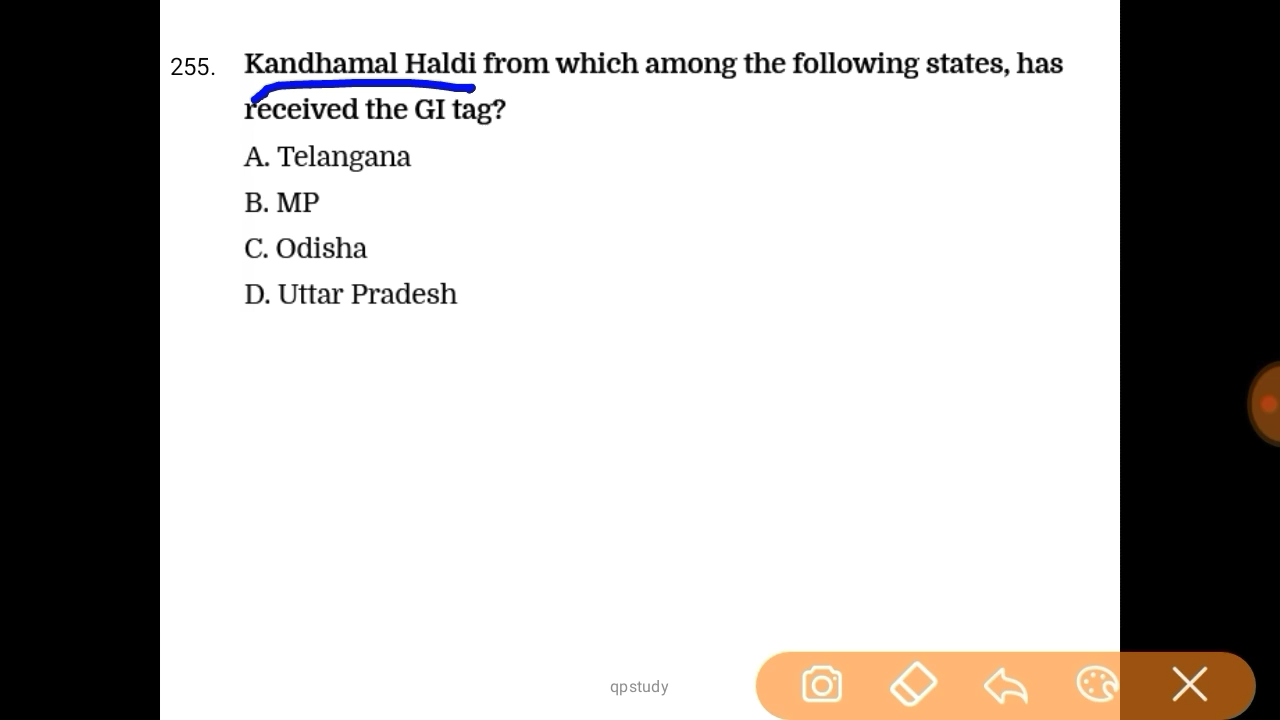 255. Kandhamal Haldi from which among the following states, has
received the GI tag?
A. Telangana
B. MP
C. Odisha
D. Uttar Pradesh
qpstudy